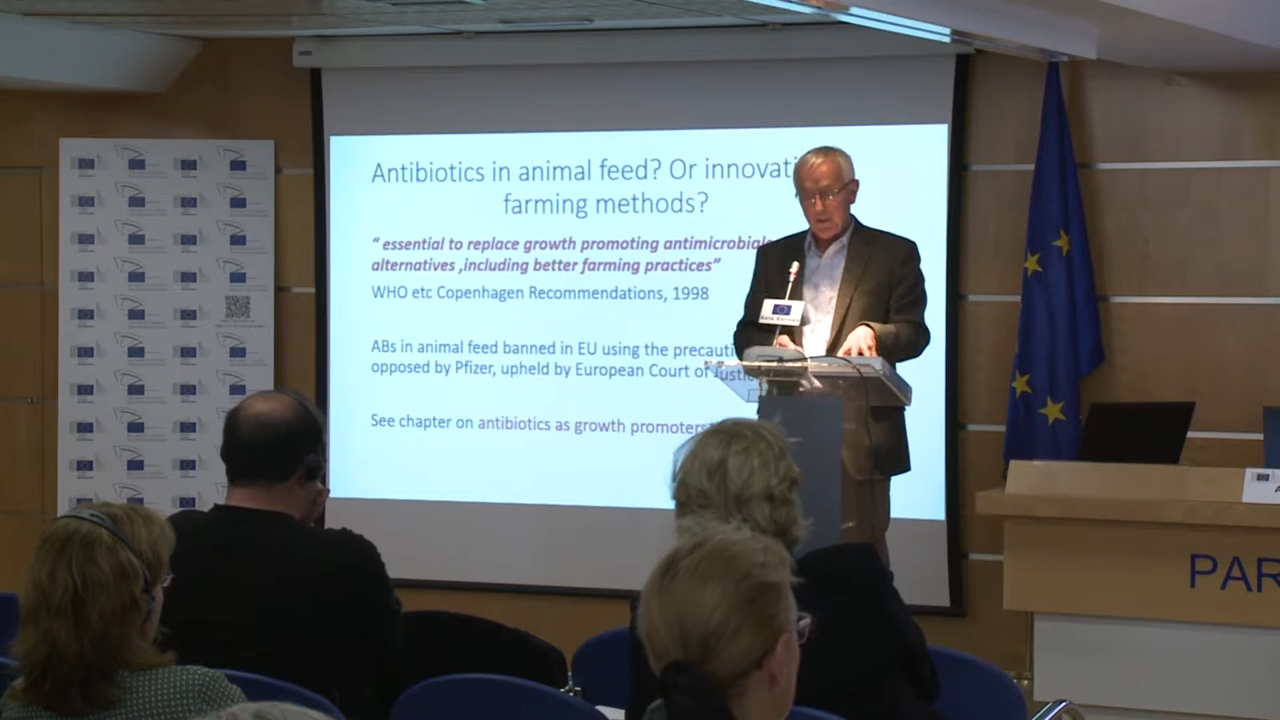 Antibiotics in animal feed? Or innovati
farming methods?
“ essential to replace growth promoting antimicrobials
alternatives ,including better farming practices”
WHO etc Copenhagen Recommendations, 1998
ABs in animal feed banned in EU using the precauti
opposed by Pfizer, upheld by European Court of Justic
See chapter on antibiotics as growth promoters
PAR